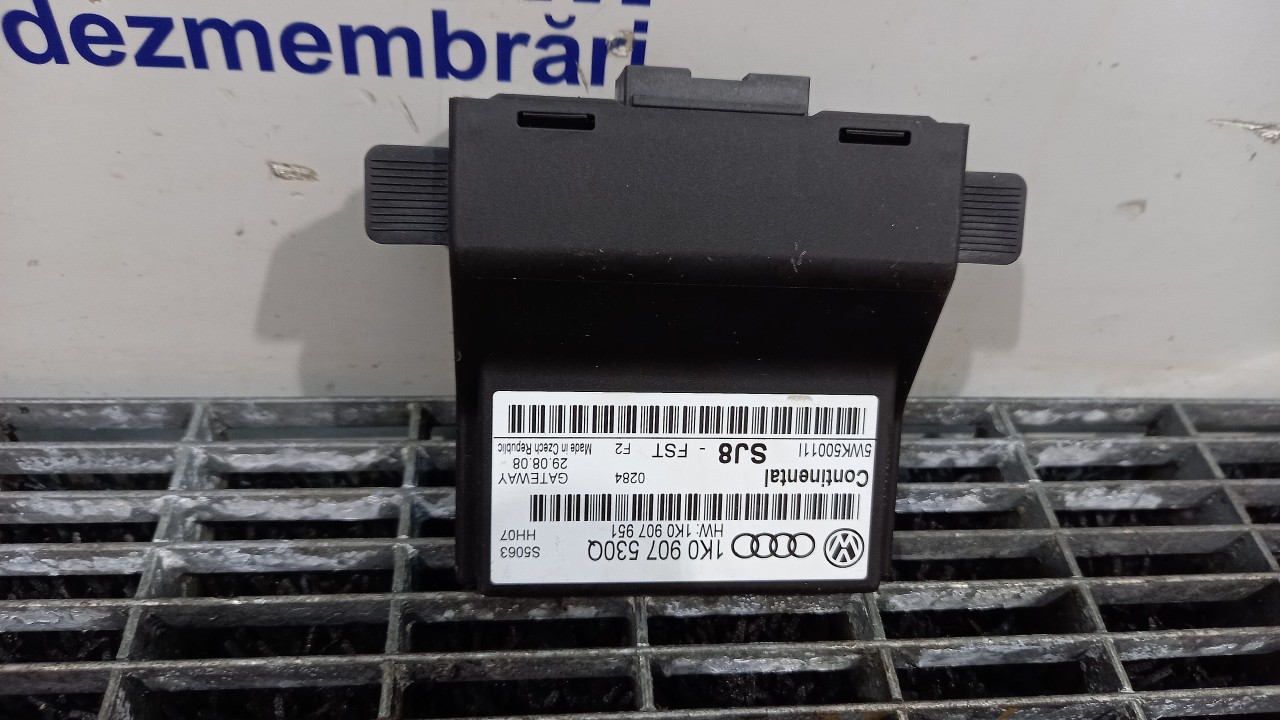 dezmembrări
1K0 907 530Q
HW: 1K0 907 951
S5063
HH07
Continental
0284
GATEWAY
29.08.08
5WK50011I
SJ8 - FST F2
Made in Czech Republic